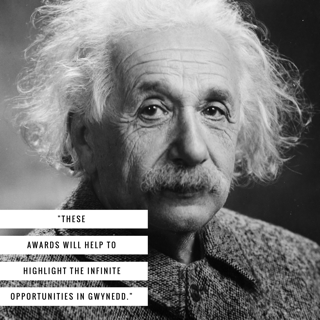 "THESE
AWARDS WILL HELP TO
HIGHLIGHT THE INFINITE
OPPORTUNITIES IN GWYNEDD."